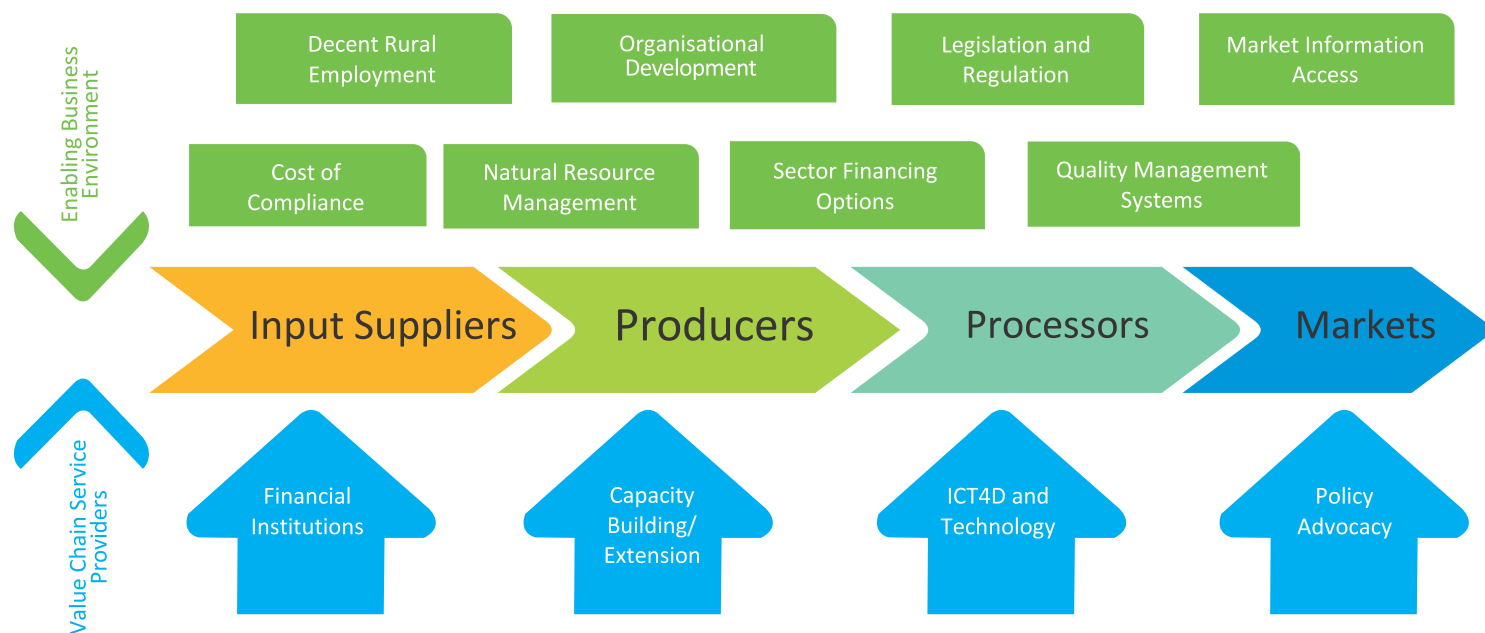 Enabling Business
Environment
Decent Rural
Employment
Organisational
Development
Legislation and
Regulation
Market Information
Access
Cost of
Compliance
Natural Resource
Management
Sector Financing
Options
Quality Management
Systems
Input Suppliers
Producers
Processors
Markets
Value Chain Service
Providers
Financial
Institutions
Capacity
Building/
Extension
ICT4D and
Technology
Policy
Advocacy